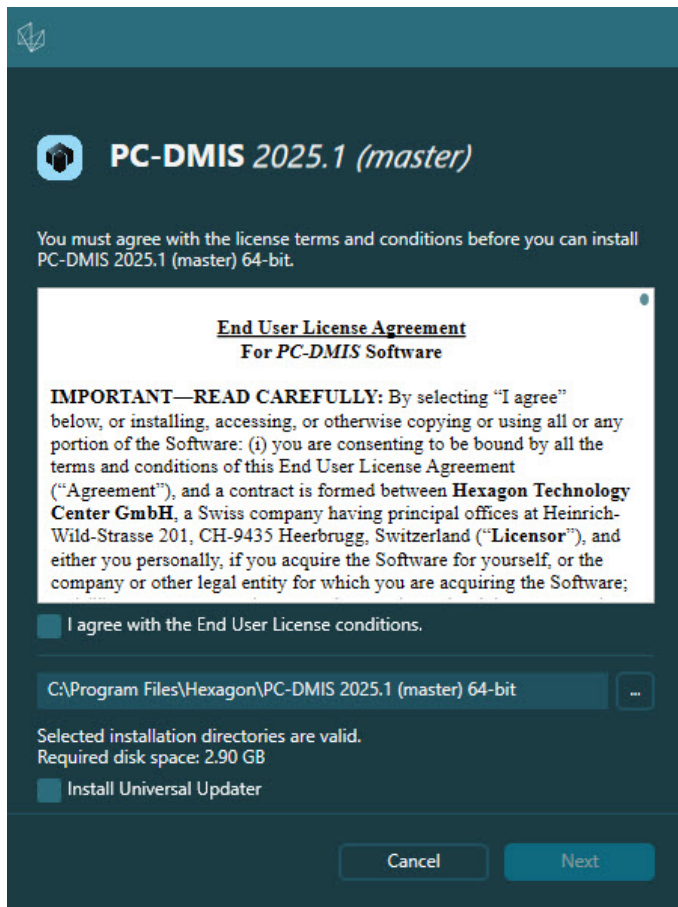 PC-DMIS 2025.1 (master)
You must agree with the license terms and conditions before you can install
PC-DMIS 2025.1 (master) 64-bit.
End User License Agreement
For PC-DMIS Software
IMPORTANT—READ CAREFULLY: By selecting “I agree”
below, or installing, accessing, or otherwise copying or using all or any
portion of the Software: (i) you are consenting to be bound by all the
terms and conditions of this End User License Agreement
(“Agreement”), and a contract is formed between Hexagon Technology
Center GmbH, a Swiss company having principal offices at Heinrich-
Wild-Strasse 201, CH-9435 Heerbrugg, Switzerland (“Licensor”), and
either you personally, if you acquire the Software for yourself, or the
company or other legal entity for which you are acquiring the Software;
I agree with the End User License conditions.
C:\Program Files\Hexagon\PC-DMIS 2025.1 (master) 64-bit
...
Selected installation directories are valid.
Required disk space: 2.90 GB
Install Universal Updater
Cancel
Next